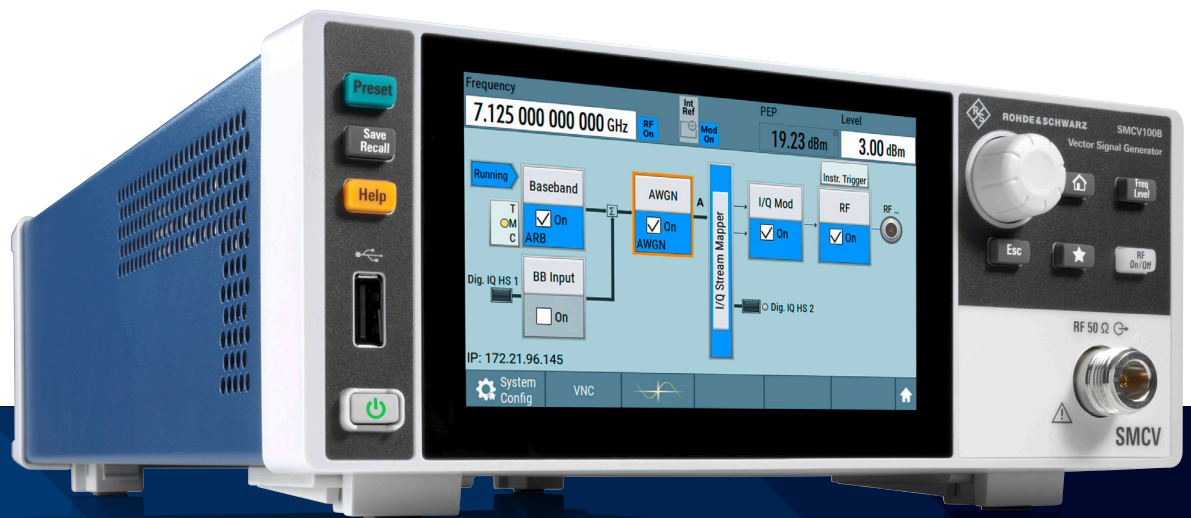 Preset
Save
Recall
Help
Frequency
7.125 000 000 000 GHz
RF
On
Int
Ref
Mod
On
PEP
19.23 dBm
Level
3.00 dBm
Running
Baseband
T
M
C
On
ARB
Σ
AWGN
On
AWGN
A
I/Q Stream Mapper
I/Q Mod
On
Instr. Trigger
RF
On
RF _
Dig. IQ HS 1
BB Input
On
Dig. IQ HS 2
IP: 172.21.96.145
System
Config
VNC
R S
ROHDE&SCHWARZ
SMCV100B
Vector Signal Generator
Freq
Level
Esc
RF
On/Off
RF 50 Ω
SMCV